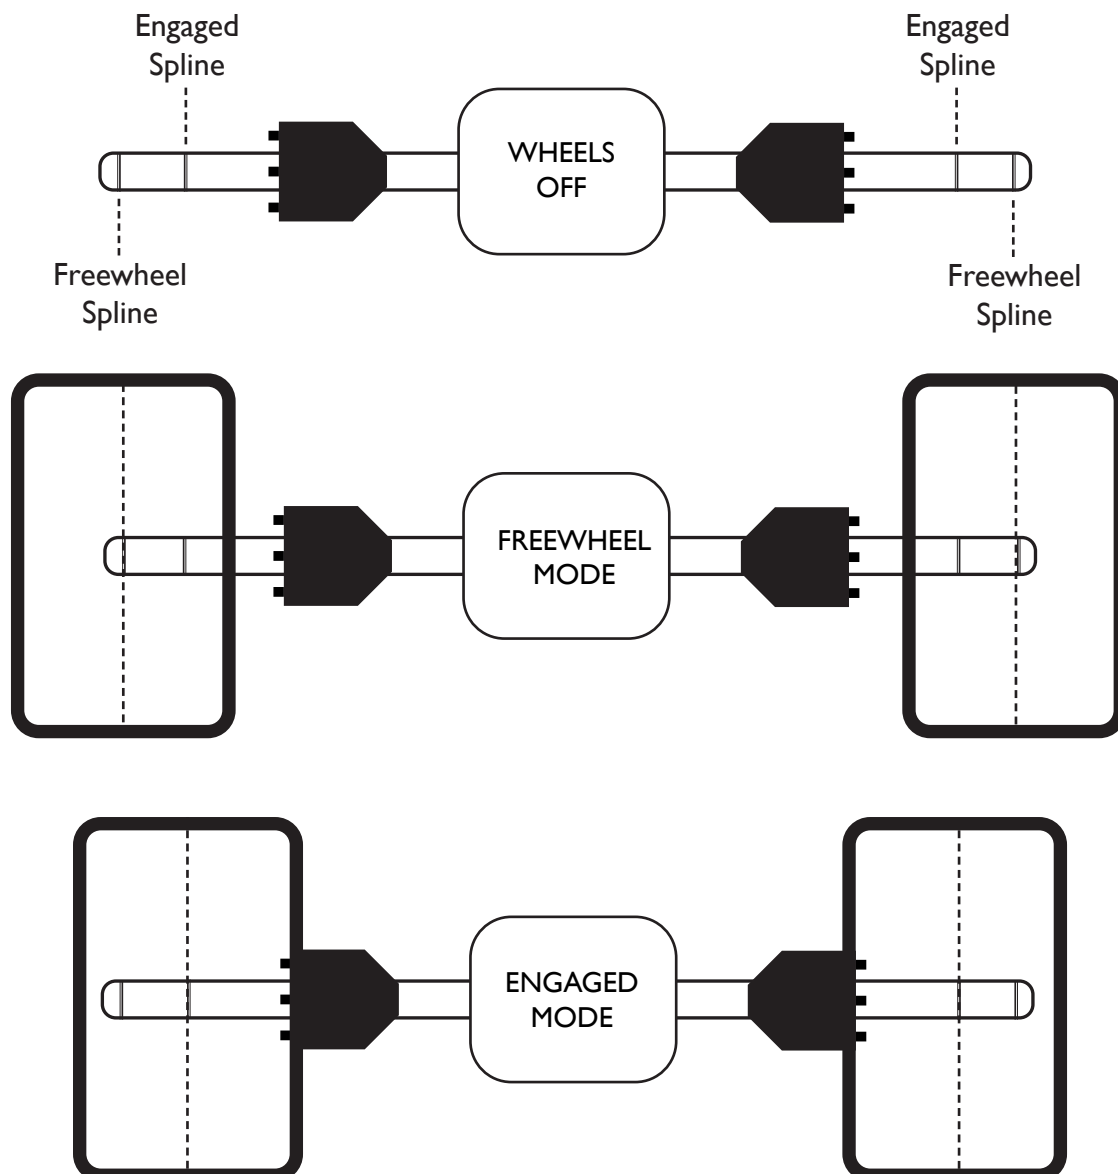 Engaged
Spline
Engaged
Spline
WHEELS
OFF
Freewheel
Spline
Freewheel
Spline
FREEWHEEL
MODE
ENGAGED
MODE